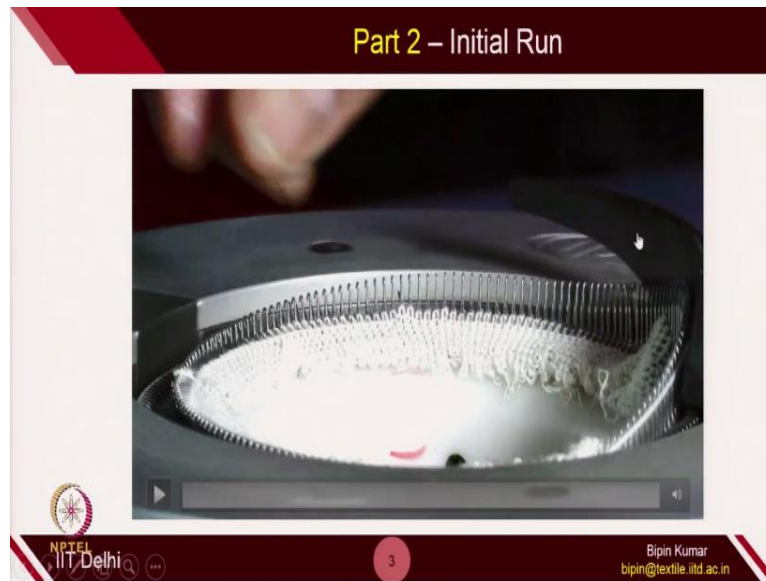 Part 2 – Initial Run
NPTEL
IIT Delhi
3
Bipin Kumar
bipin@textile.iitd.ac.in